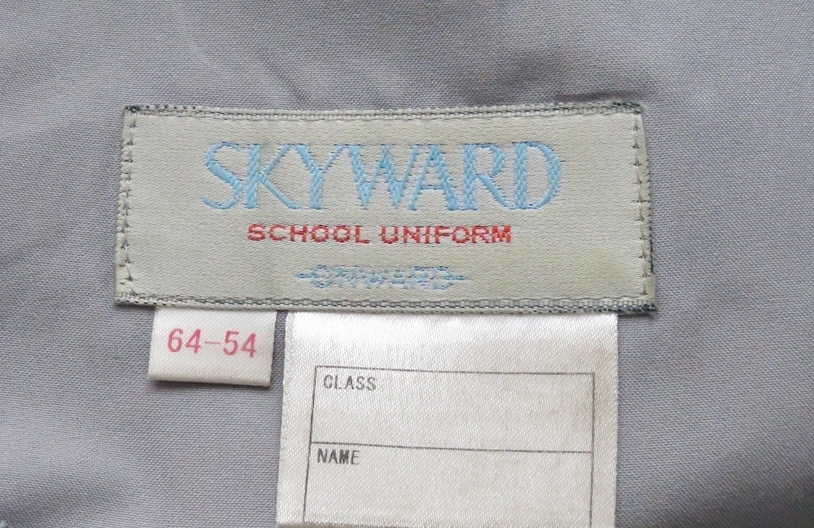 SKYWARD
SCHOOL UNIFORM
ONWARD
64-54
CLASS
NAME